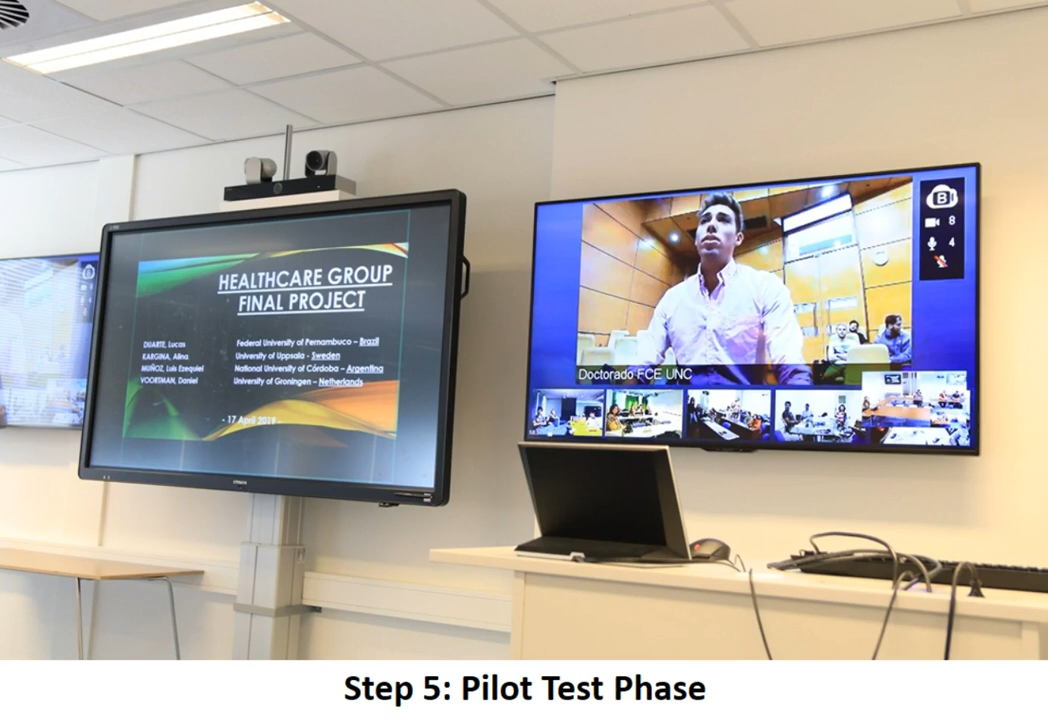 HEALTHCARE GROUP
FINAL PROJECT
DUARTE, Lucas Federal University of Pernambuco – Brazil
KARGINA, Alina University of Uppsala - Sweden
MUÑOZ, Luis Ezequiel National University of Córdoba – Argentina
VOORTMAN, Daniel University of Groningen – Netherlands
- 17 April 2019 -
B
8
4
Doctorado FCE UNC
Step 5: Pilot Test Phase